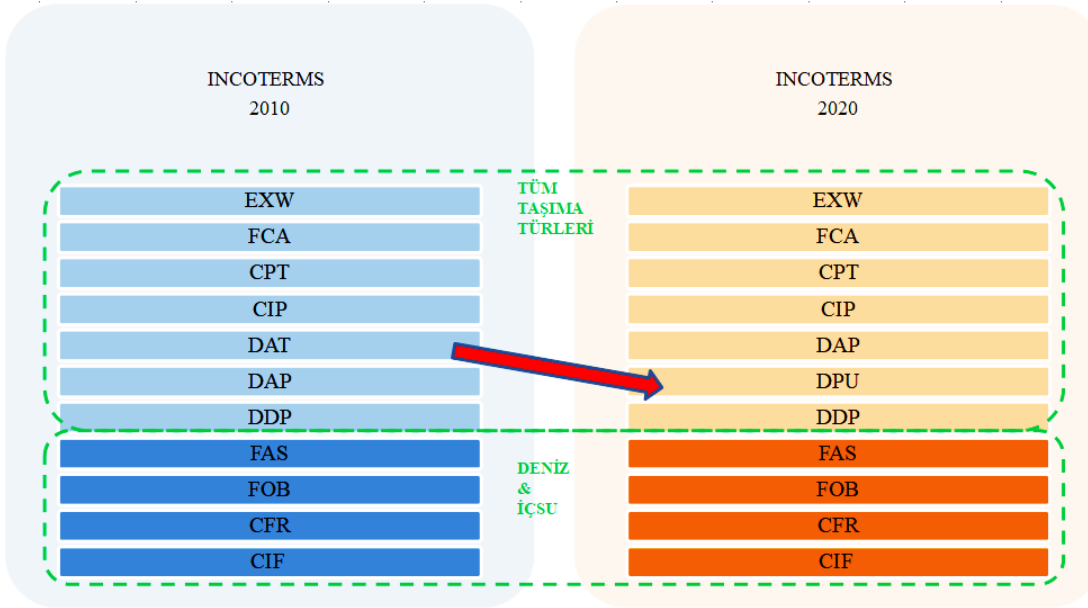 INCOTERMS
2010
EXW
FCA
CPT
CIP
DAT
DAP
DDP
FAS
FOB
CFR
CIF
TÜM
TAŞIMA
TÜRLERİ
DENİZ
&
İÇSU
INCOTERMS
2020
EXW
FCA
CPT
CIP
DAP
DPU
DDP
FAS
FOB
CFR
CIF